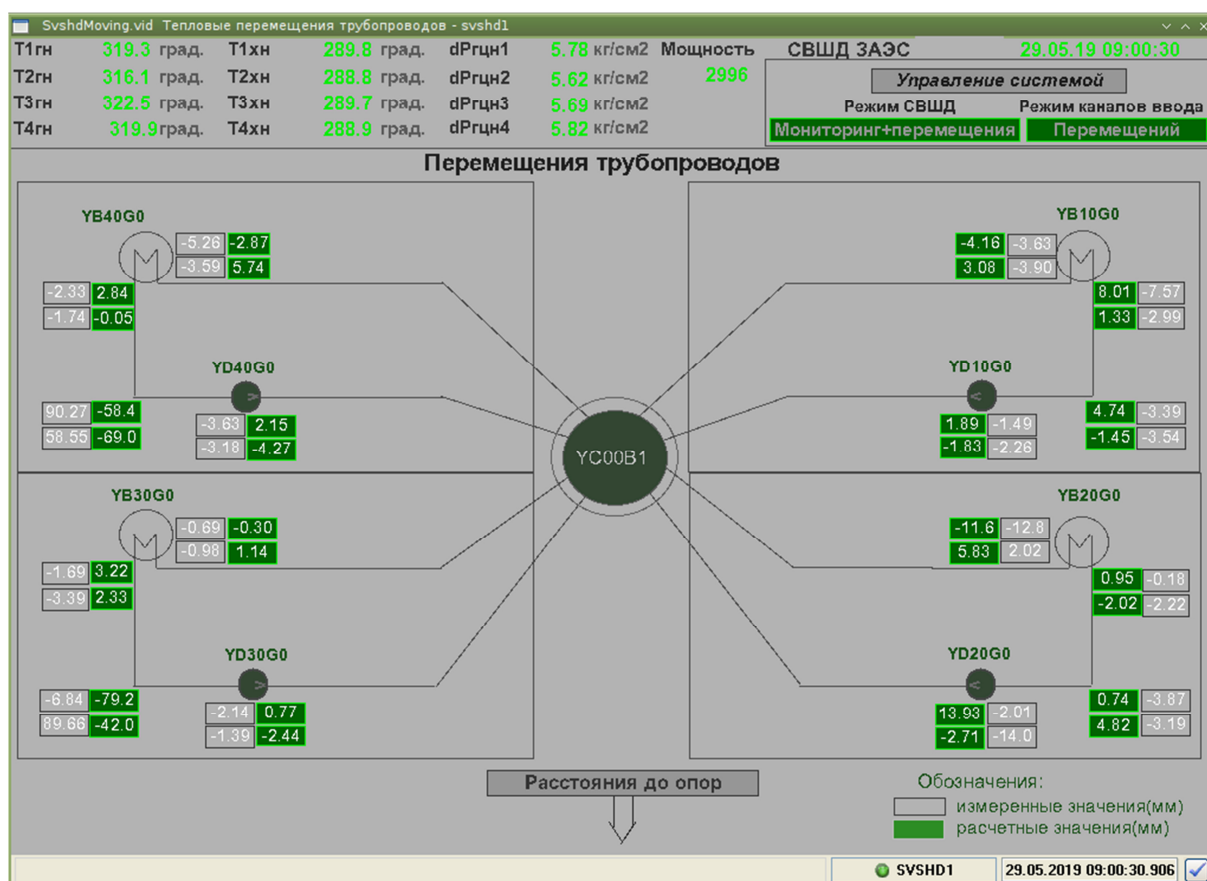 SvshdMoving.vid Тепловые перемещения трубопроводов - svshd1
T1гн 319.3 град. T1хн 289.8 град. dPгцн1 5.78 кг/см2 Мощность СВШД ЗАЭС 29.05.19 09:00:30
T2гн 316.1 град. T2хн 288.8 град. dPгцн2 5.62 кг/см2 2996 Управление системой
T3гн 322.5 град. T3хн 289.7 град. dPгцн3 5.69 кг/см2 Режим СВШД Режим каналов ввода
T4гн 319.9град. T4хн 288.9 град. dPгцн4 5.82 кг/см2 Мониторинг+перемещения Перемещений
Перемещения трубопроводов
YB40G0
-5.26 -2.87
-3.59 5.74
-2.33 2.84
-1.74 -0.05
YD40G0
90.27 -58.4
58.55 -69.0
-3.63 2.15
-3.18 -4.27
YB10G0
-4.16 -3.63
3.08 -3.90
8.01 -7.57
1.33 -2.99
YD10G0
1.89 -1.49
-1.83 -2.26
4.74 -3.39
-1.45 -3.54
YC00B1
YB30G0
-0.69 -0.30
-0.98 1.14
-1.69 3.22
-3.39 2.33
YD30G0
-6.84 -79.2
89.66 -42.0
-2.14 0.77
-1.39 -2.44
YB20G0
-11.6 -12.8
5.83 2.02
0.95 -0.18
-2.02 -2.22
YD20G0
13.93 -2.01
-2.71 -14.0
0.74 -3.87
4.82 -3.19
Расстояния до опор
Обозначения:
измеренные значения(мм)
расчетные значения(мм)
SVSHD1 29.05.2019 09:00:30.906